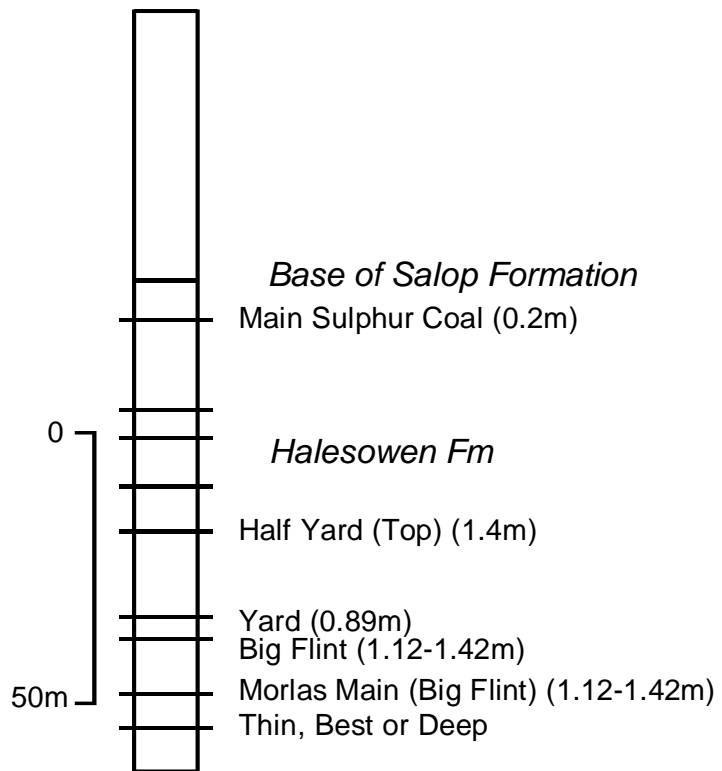 Base of Salop Formation
Main Sulphur Coal (0.2m)
0
Halesowen Fm
Half Yard (Top) (1.4m)
Yard (0.89m)
Big Flint (1.12-1.42m)
50m
Morlas Main (Big Flint) (1.12-1.42m)
Thin, Best or Deep